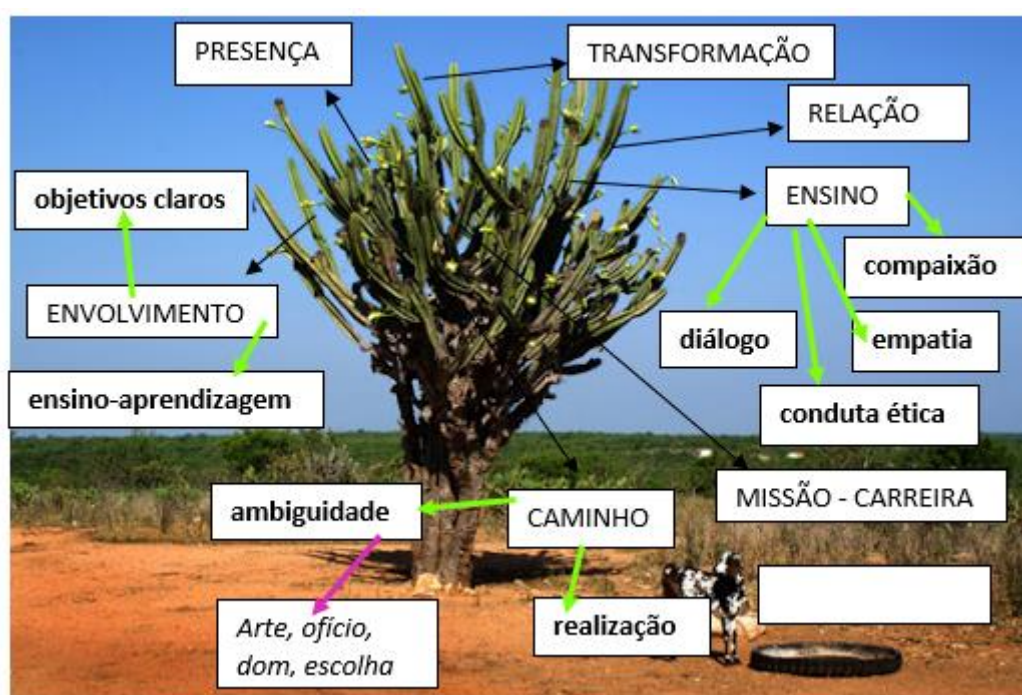 PRESENÇA
TRANSFORMAÇÃO
RELAÇÃO
objetivos claros
ENSINO
compaixão
ENVOLVIMENTO
diálogo
empatia
ensino-aprendizagem
conduta ética
MISSÃO - CARREIRA
ambiguidade
CAMINHO
Arte, ofício,
dom, escolha
realização